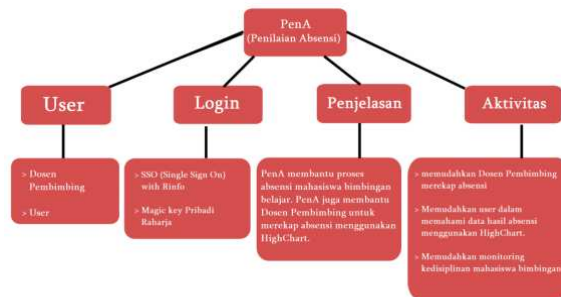 PenA
(Penilaian Absensi)
User
Login
Penjelasan
Aktivitas
> Dosen
Pembimbing
> User
> SSO (Single Sign On)
with Rinfo
> Magic key Pribadi
Raharja
PenA membantu proses
absensi mahasiswa bimbingan
belajar. PenA juga membantu
Dosen Pembimbing untuk
merekap absensi menggunakan
HighChart.
> memudahkan Dosen Pembimbing
merekap absensi
> Memudahkan user dalam
memahami data hasil absensi
menggunakan HighChart.
> Memudahkan monitoring
kedisiplinan mahasiswa bimbingan